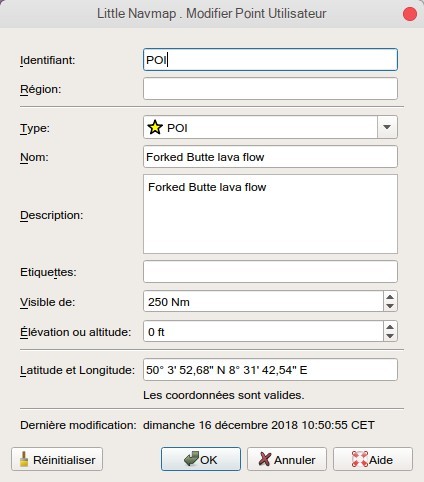 Little Navmap . Modifier Point Utilisateur
Identifiant: POI
Région:
Type: POI
Nom: Forked Butte lava flow
Description: Forked Butte lava flow
Etiquettes:
Visible de: 250 Nm
Élévation ou altitude: 0 ft
Latitude et Longitude: 50° 3' 52,68" N 8° 31' 42,54" E
Les coordonnées sont valides.
Dernière modification: dimanche 16 décembre 2018 10:50:55 CET
Réinitialiser OK Annuler Aide